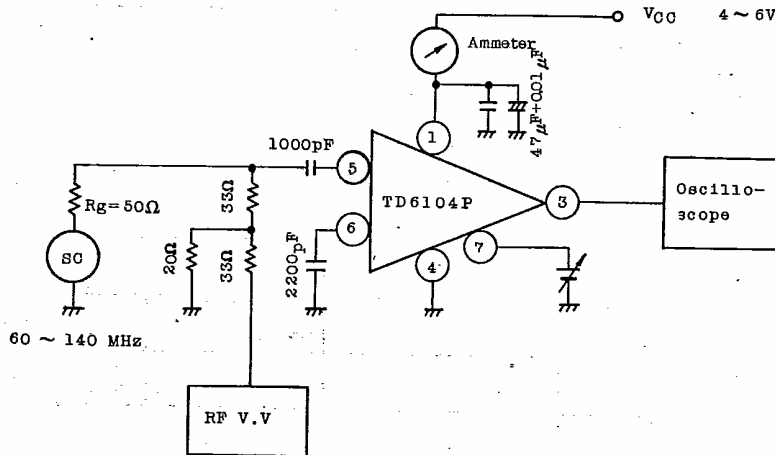 VCC 4 ~ 6V
Ammeter
47μF+0.01μF
1
1000pF
5
33Ω
Rg=50Ω
TD6104P
3
Oscillo-
scope
6
7
SG
20Ω
33Ω
2200pF
4
60 ~ 140 MHz
RF V.V